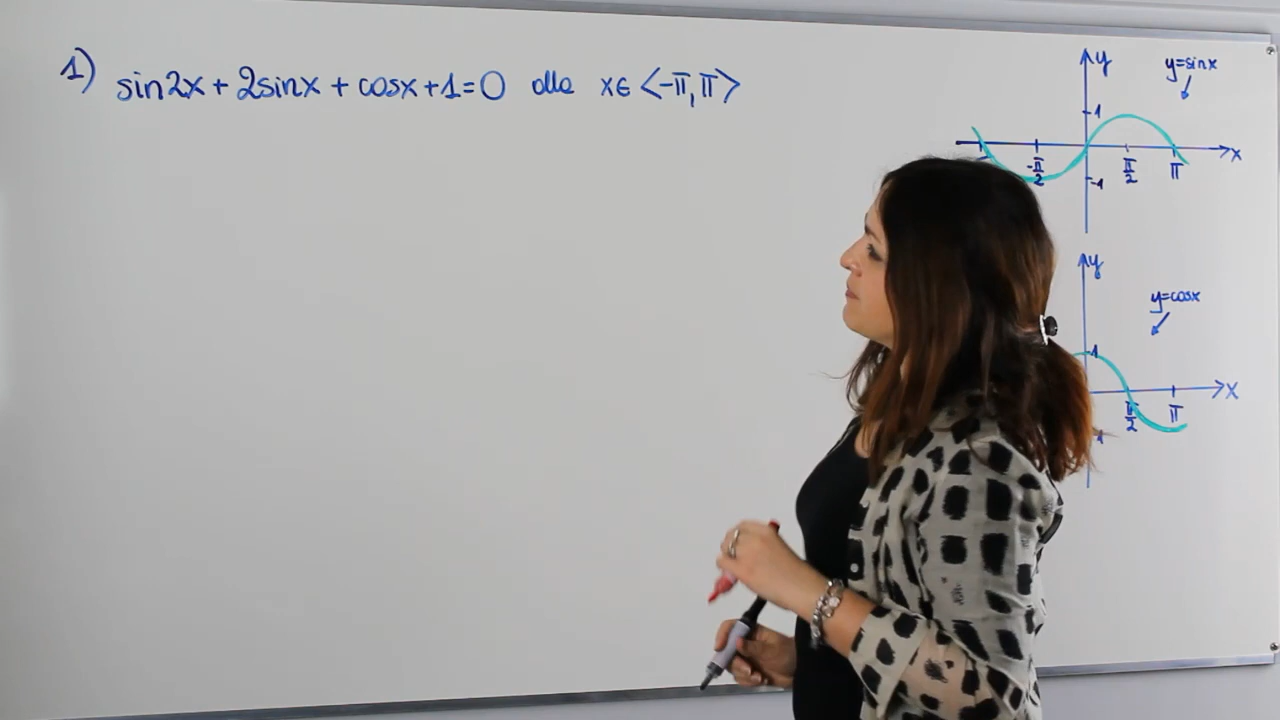 1) sin2x + 2sinx + cosx + 1 = 0 dla x ∈ <-π, π>
y
y=sinx
1
x
-π/2
π/2
π
-1
y
y=cosx
1
x
π/2
π